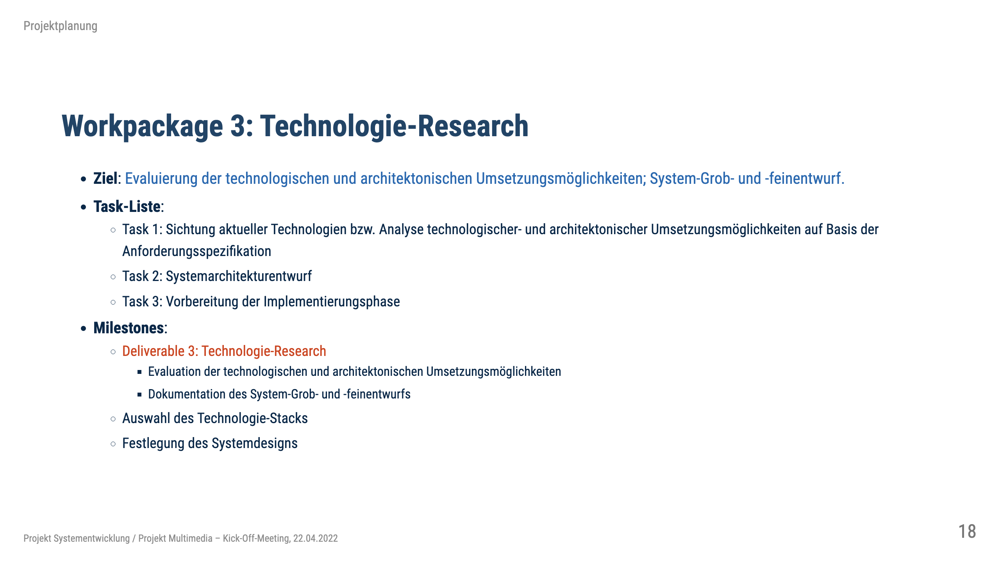 Projektplanung
Workpackage 3: Technologie-Research
• Ziel: Evaluierung der technologischen und architektonischen Umsetzungsmöglichkeiten; System-Grob- und -feinentwurf.
• Task-Liste:
○ Task 1: Sichtung aktueller Technologien bzw. Analyse technologischer- und architektonischer Umsetzungsmöglichkeiten auf Basis der
Anforderungsspezifikation
○ Task 2: Systemarchitekturentwurf
○ Task 3: Vorbereitung der Implementierungsphase
• Milestones:
○ Deliverable 3: Technologie-Research
▪ Evaluation der technologischen und architektonischen Umsetzungsmöglichkeiten
▪ Dokumentation des System-Grob- und -feinentwurfs
○ Auswahl des Technologie-Stacks
○ Festlegung des Systemdesigns
Projekt Systementwicklung / Projekt Multimedia – Kick-Off-Meeting, 22.04.2022
18